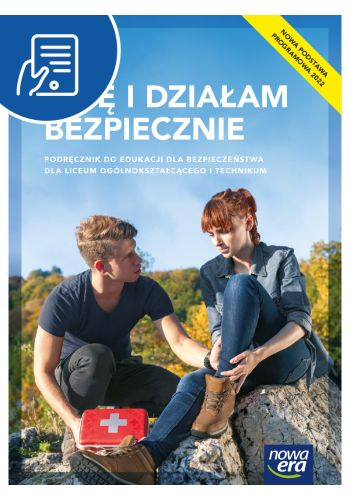 NOWA PODSTAWA
PROGRAMOWA 2022
Ę I DZIAŁAM
BEZPIECZNIE
PODRĘCZNIK DO EDUKACJI DLA BEZPIECZEŃSTWA
DLA LICEUM OGÓLNOKSZTAŁCĄCEGO I TECHNIKUM
nowa
era